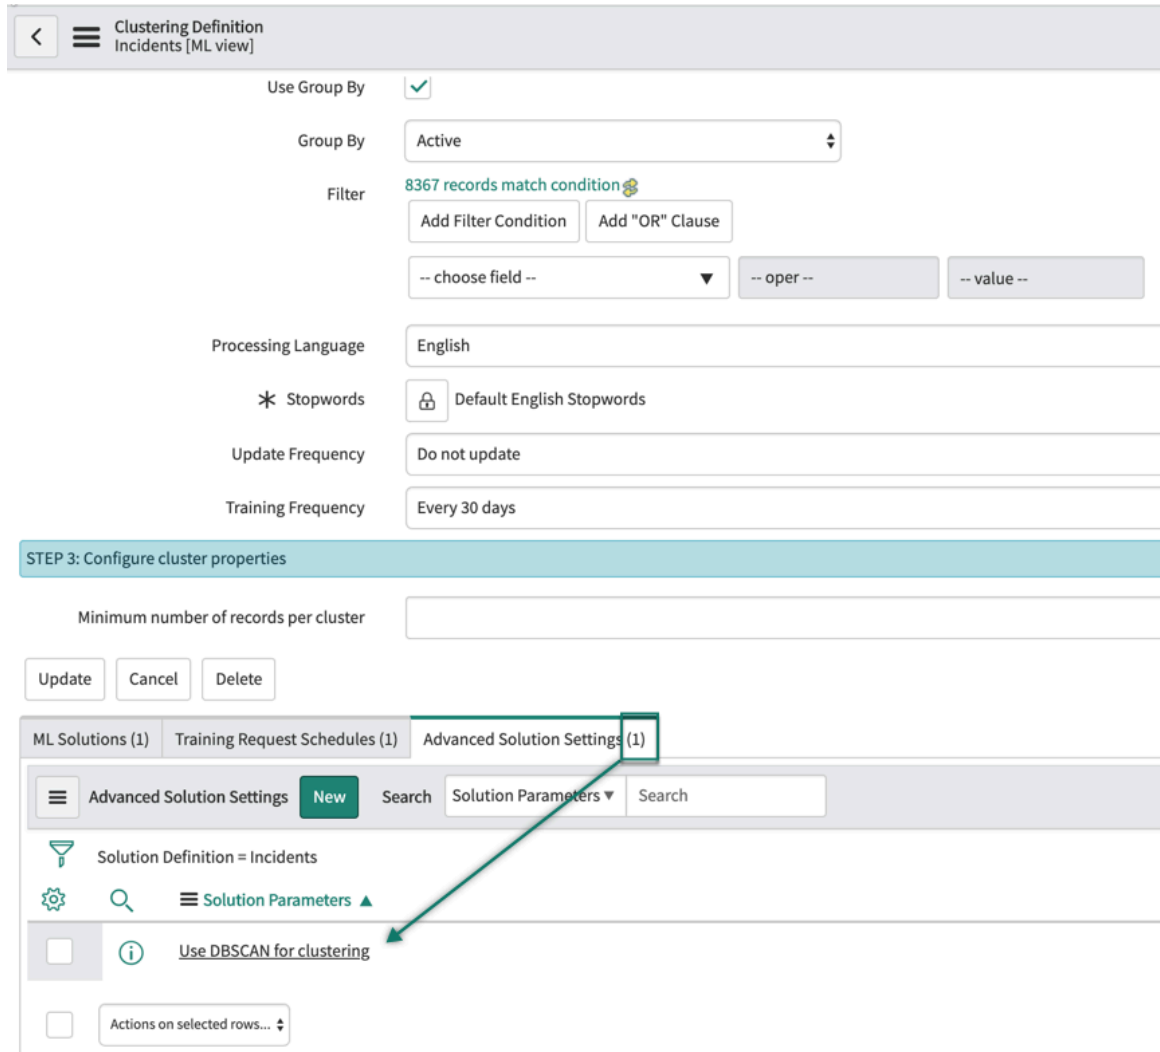 Clustering Definition
Incidents [ML view]
Use Group By
Group By
Active
Filter
8367 records match condition
Add Filter Condition
Add "OR" Clause
-- choose field --
-- oper --
-- value --
Processing Language
English
Stopwords
Default English Stopwords
Update Frequency
Do not update
Training Frequency
Every 30 days
STEP 3: Configure cluster properties
Minimum number of records per cluster
Update
Cancel
Delete
ML Solutions (1)
Training Request Schedules (1)
Advanced Solution Settings (1)
Advanced Solution Settings
New
Search
Solution Parameters
Search
Solution Definition = Incidents
Solution Parameters
Use DBSCAN for clustering
Actions on selected rows...